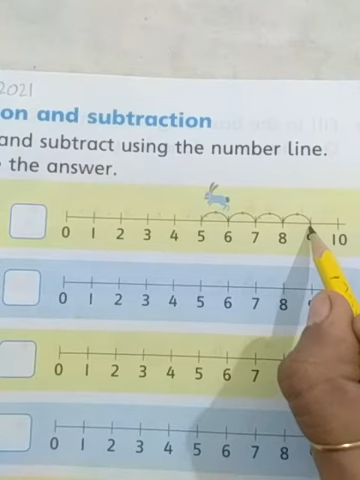 2021
on and subtraction
and subtract using the number line.
the answer.
0 1 2 3 4 5 6 7 8 10
0 1 2 3 4 5 6 7 8
0 1 2 3 4 5 6 7
0 1 2 3 4 5 6 7 8